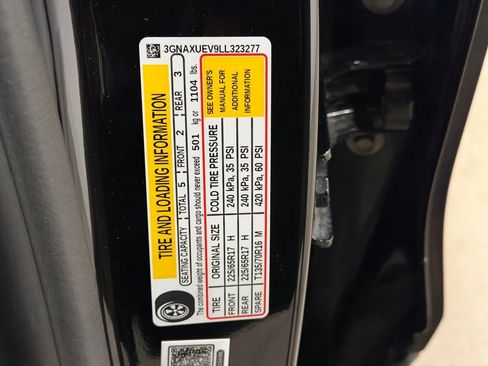 3GNAXUEV9LL323277
TIRE AND LOADING INFORMATION
SEATING CAPACITY TOTAL 5 FRONT 2 REAR 3
The combined weight of occupants and cargo should never exceed 501 kg or 1104 lbs.
TIRE ORIGINAL SIZE COLD TIRE PRESSURE
FRONT 225/65R17 H 240 kPa, 35 PSI
REAR 225/65R17 H 240 kPa, 35 PSI
SPARE T135/70R16 M 420 kPa, 60 PSI
SEE OWNER'S
MANUAL FOR
ADDITIONAL
INFORMATION